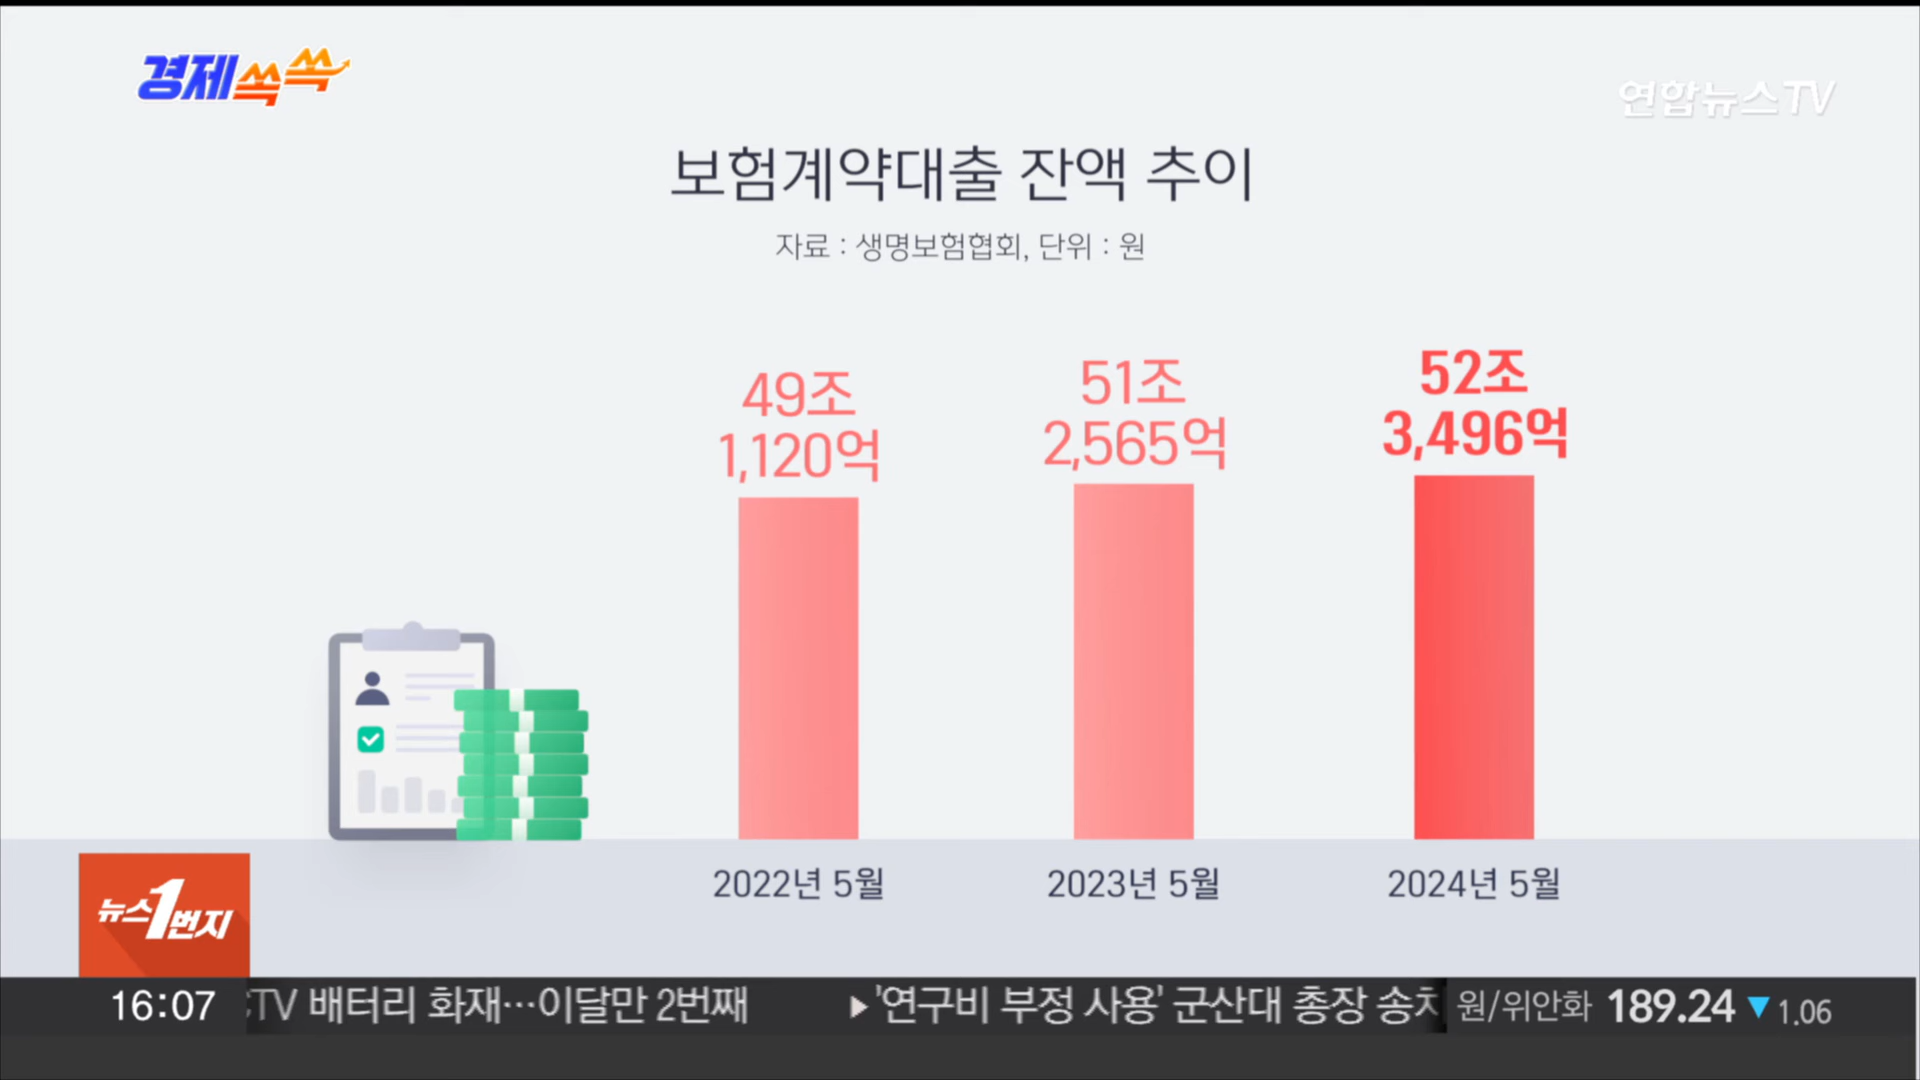 경제쏙쏙
연합뉴스TV
보험계약대출 잔액 추이
자료 : 생명보험협회, 단위 : 원
49조
1,120억
51조
2,565억
52조
3,496억
2022년 5월
2023년 5월
2024년 5월
뉴스1번지
16:07
TV 배터리 화재…이달만 2번째
▶'연구비 부정 사용' 군산대 총장 송치
원/위안화 189.24 ▼1.06